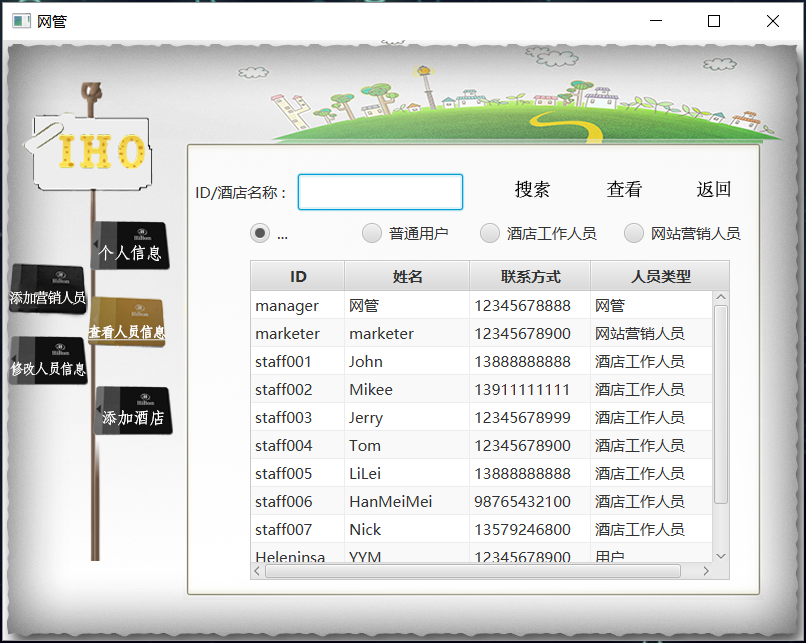 网管
IHO
个人信息
添加营销人员
查看人员信息
修改人员信息
添加酒店
Hilton
Hilton
Hilton
Hilton
Hilton
ID/酒店名称：
搜索 查看 返回
... 普通用户 酒店工作人员 网站营销人员
ID 姓名 联系方式 人员类型
manager 网管 12345678888 网管
marketer marketer 12345678900 网站营销人员
staff001 John 13888888888 酒店工作人员
staff002 Mikee 13911111111 酒店工作人员
staff003 Jerry 12345678999 酒店工作人员
staff004 Tom 12345678900 酒店工作人员
staff005 LiLei 13888888888 酒店工作人员
staff006 HanMeiMei 98765432100 酒店工作人员
staff007 Nick 13579246800 酒店工作人员
Heleninsa YYM 12345678900 用户